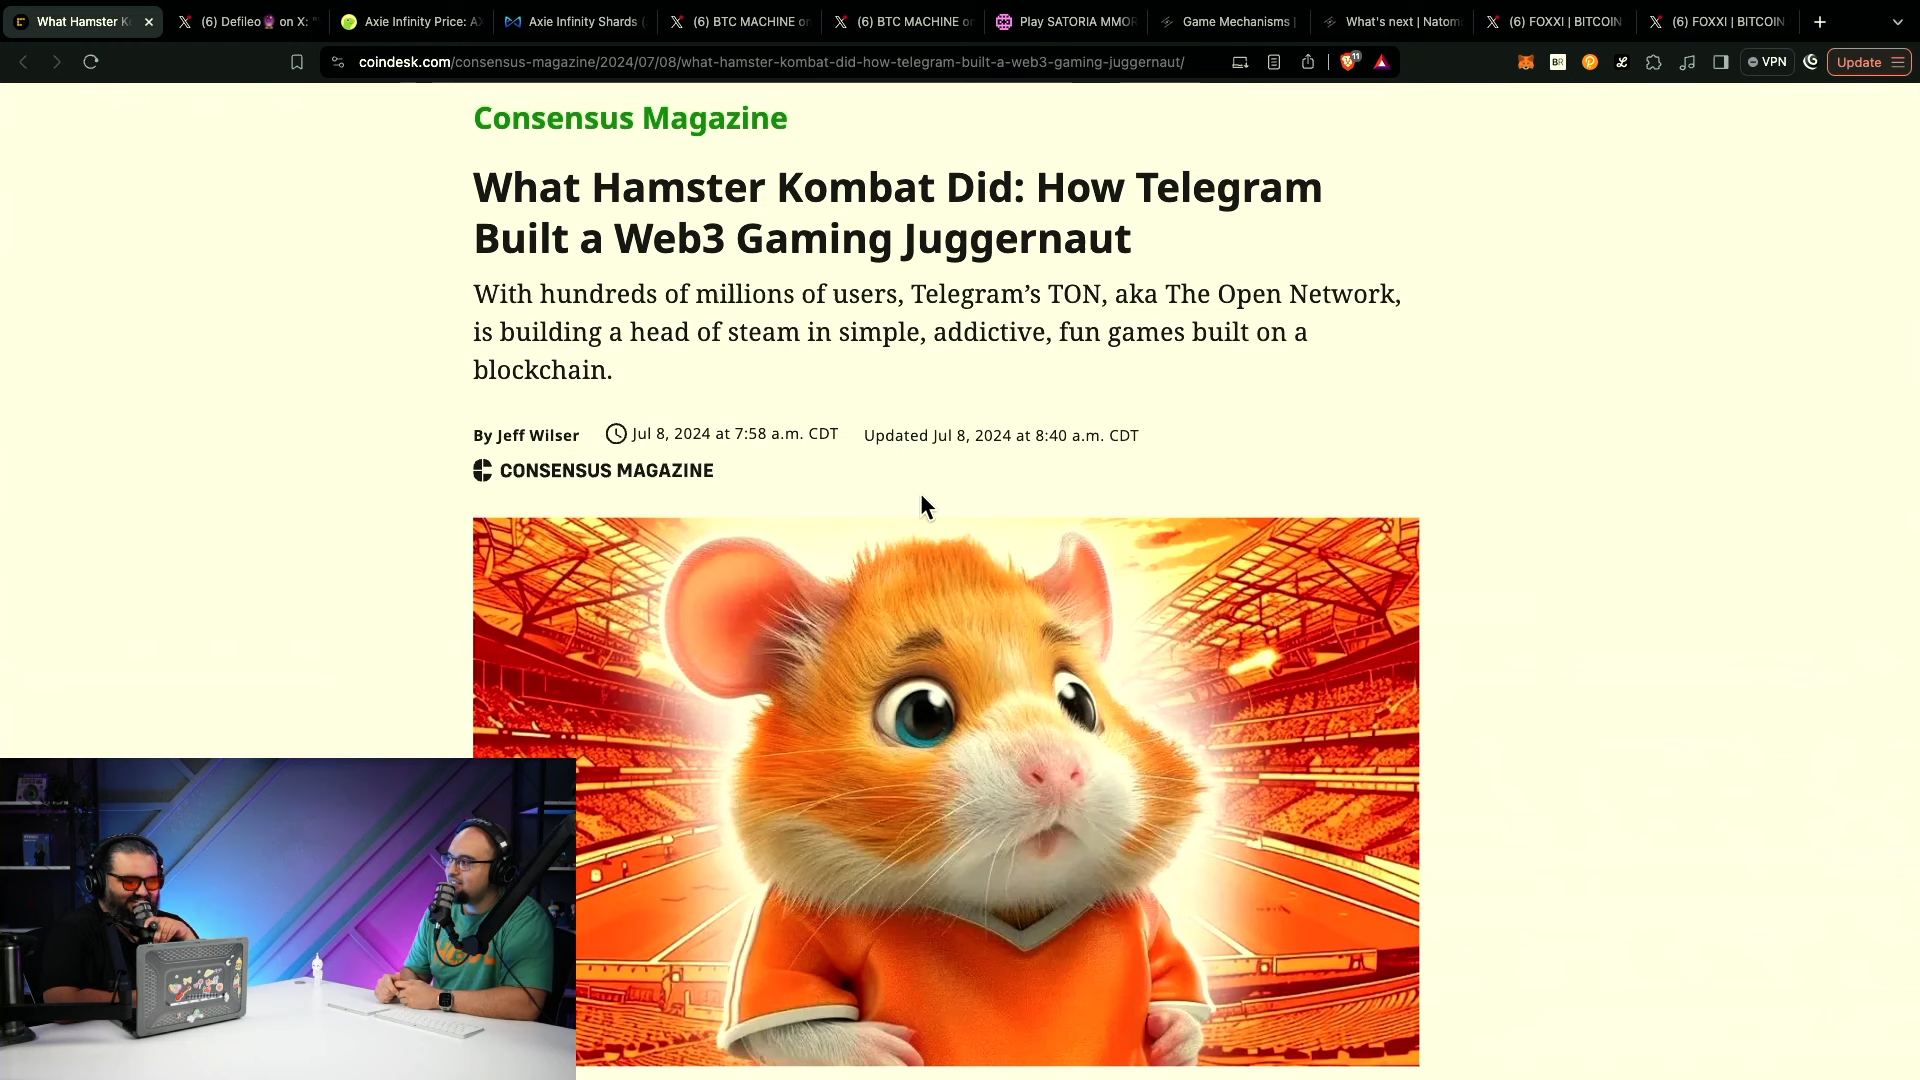 What Hamster K
(6) Defileo🔮 on X: "
Axie Infinity Price: A
Axie Infinity Shards (
(6) BTC MACHINE o
(6) BTC MACHINE o
Play SATORIA MMOR
Game Mechanisms |
What's next | Natom
(6) FOXXI | BITCOIN
(6) FOXXI | BITCOIN
coindesk.com/consensus-magazine/2024/07/08/what-hamster-kombat-did-how-telegram-built-a-web3-gaming-juggernaut/
11
BR
VPN
Update
Consensus Magazine
What Hamster Kombat Did: How Telegram
Built a Web3 Gaming Juggernaut
With hundreds of millions of users, Telegram’s TON, aka The Open Network,
is building a head of steam in simple, addictive, fun games built on a
blockchain.
By Jeff Wilser
Jul 8, 2024 at 7:58 a.m. CDT
Updated Jul 8, 2024 at 8:40 a.m. CDT
CONSENSUS MAGAZINE